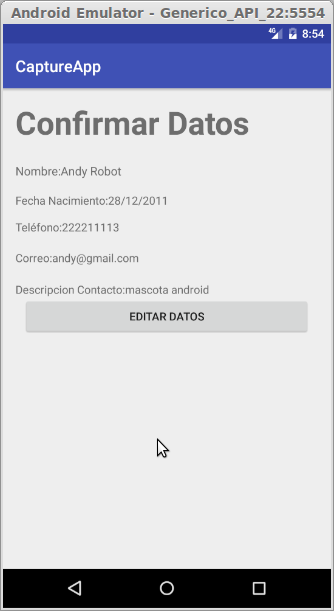 Android Emulator - Generico_API_22:5554
4G 8:54
CaptureApp
Confirmar Datos
Nombre:Andy Robot
Fecha Nacimiento:28/12/2011
Teléfono:222211113
Correo:andy@gmail.com
Descripcion Contacto:mascota android
EDITAR DATOS